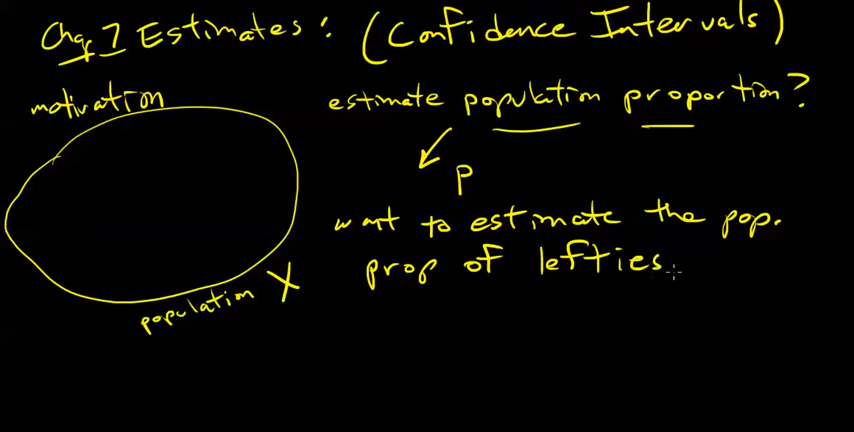 Chap 7 Estimates: (Confidence Intervals)
motivation
estimate population proportion?
p
want to estimate the pop.
prop of lefties
population X